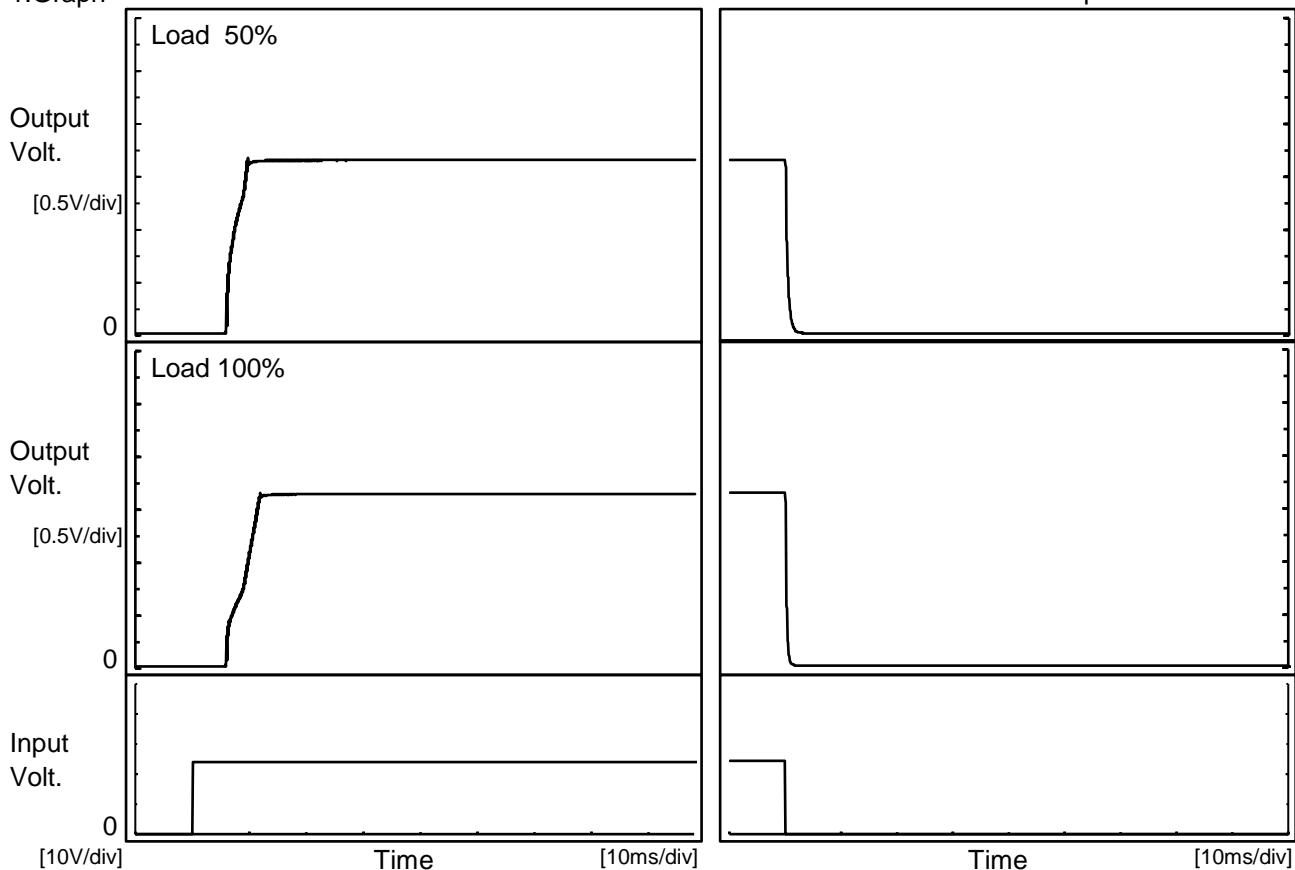 Load 50%
Output
Volt.
[0.5V/div]
0
Load 100%
Output
Volt.
[0.5V/div]
0
Input
Volt.
0
[10V/div]
Time
[10ms/div]
Time
[10ms/div]